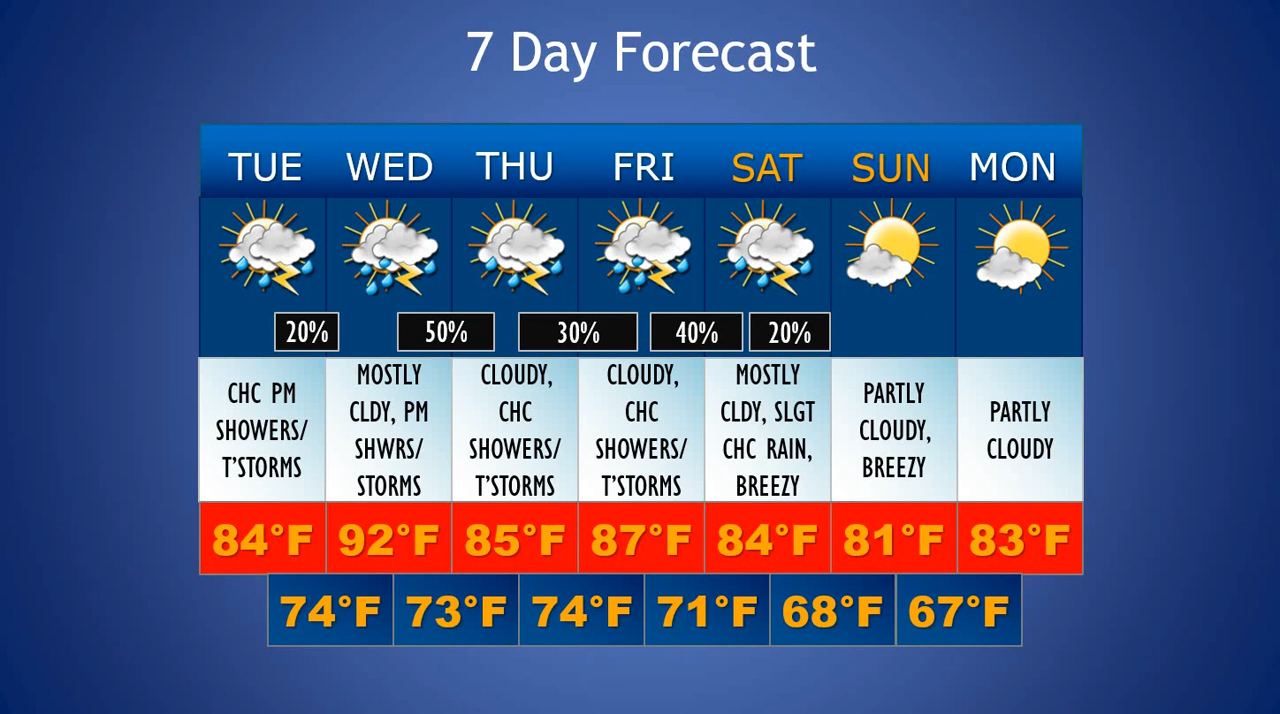 7 Day Forecast
TUE WED THU FRI SAT SUN MON
20% 50% 30% 40% 20%
CHC PM
SHOWERS/
T'STORMS
MOSTLY
CLDY, PM
SHWRS/
STORMS
CLOUDY,
CHC
SHOWERS/
T'STORMS
CLOUDY,
CHC
SHOWERS/
T'STORMS
MOSTLY
CLDY, SLGT
CHC RAIN,
BREEZY
PARTLY
CLOUDY,
BREEZY
PARTLY
CLOUDY
84°F 92°F 85°F 87°F 84°F 81°F 83°F
74°F 73°F 74°F 71°F 68°F 67°F